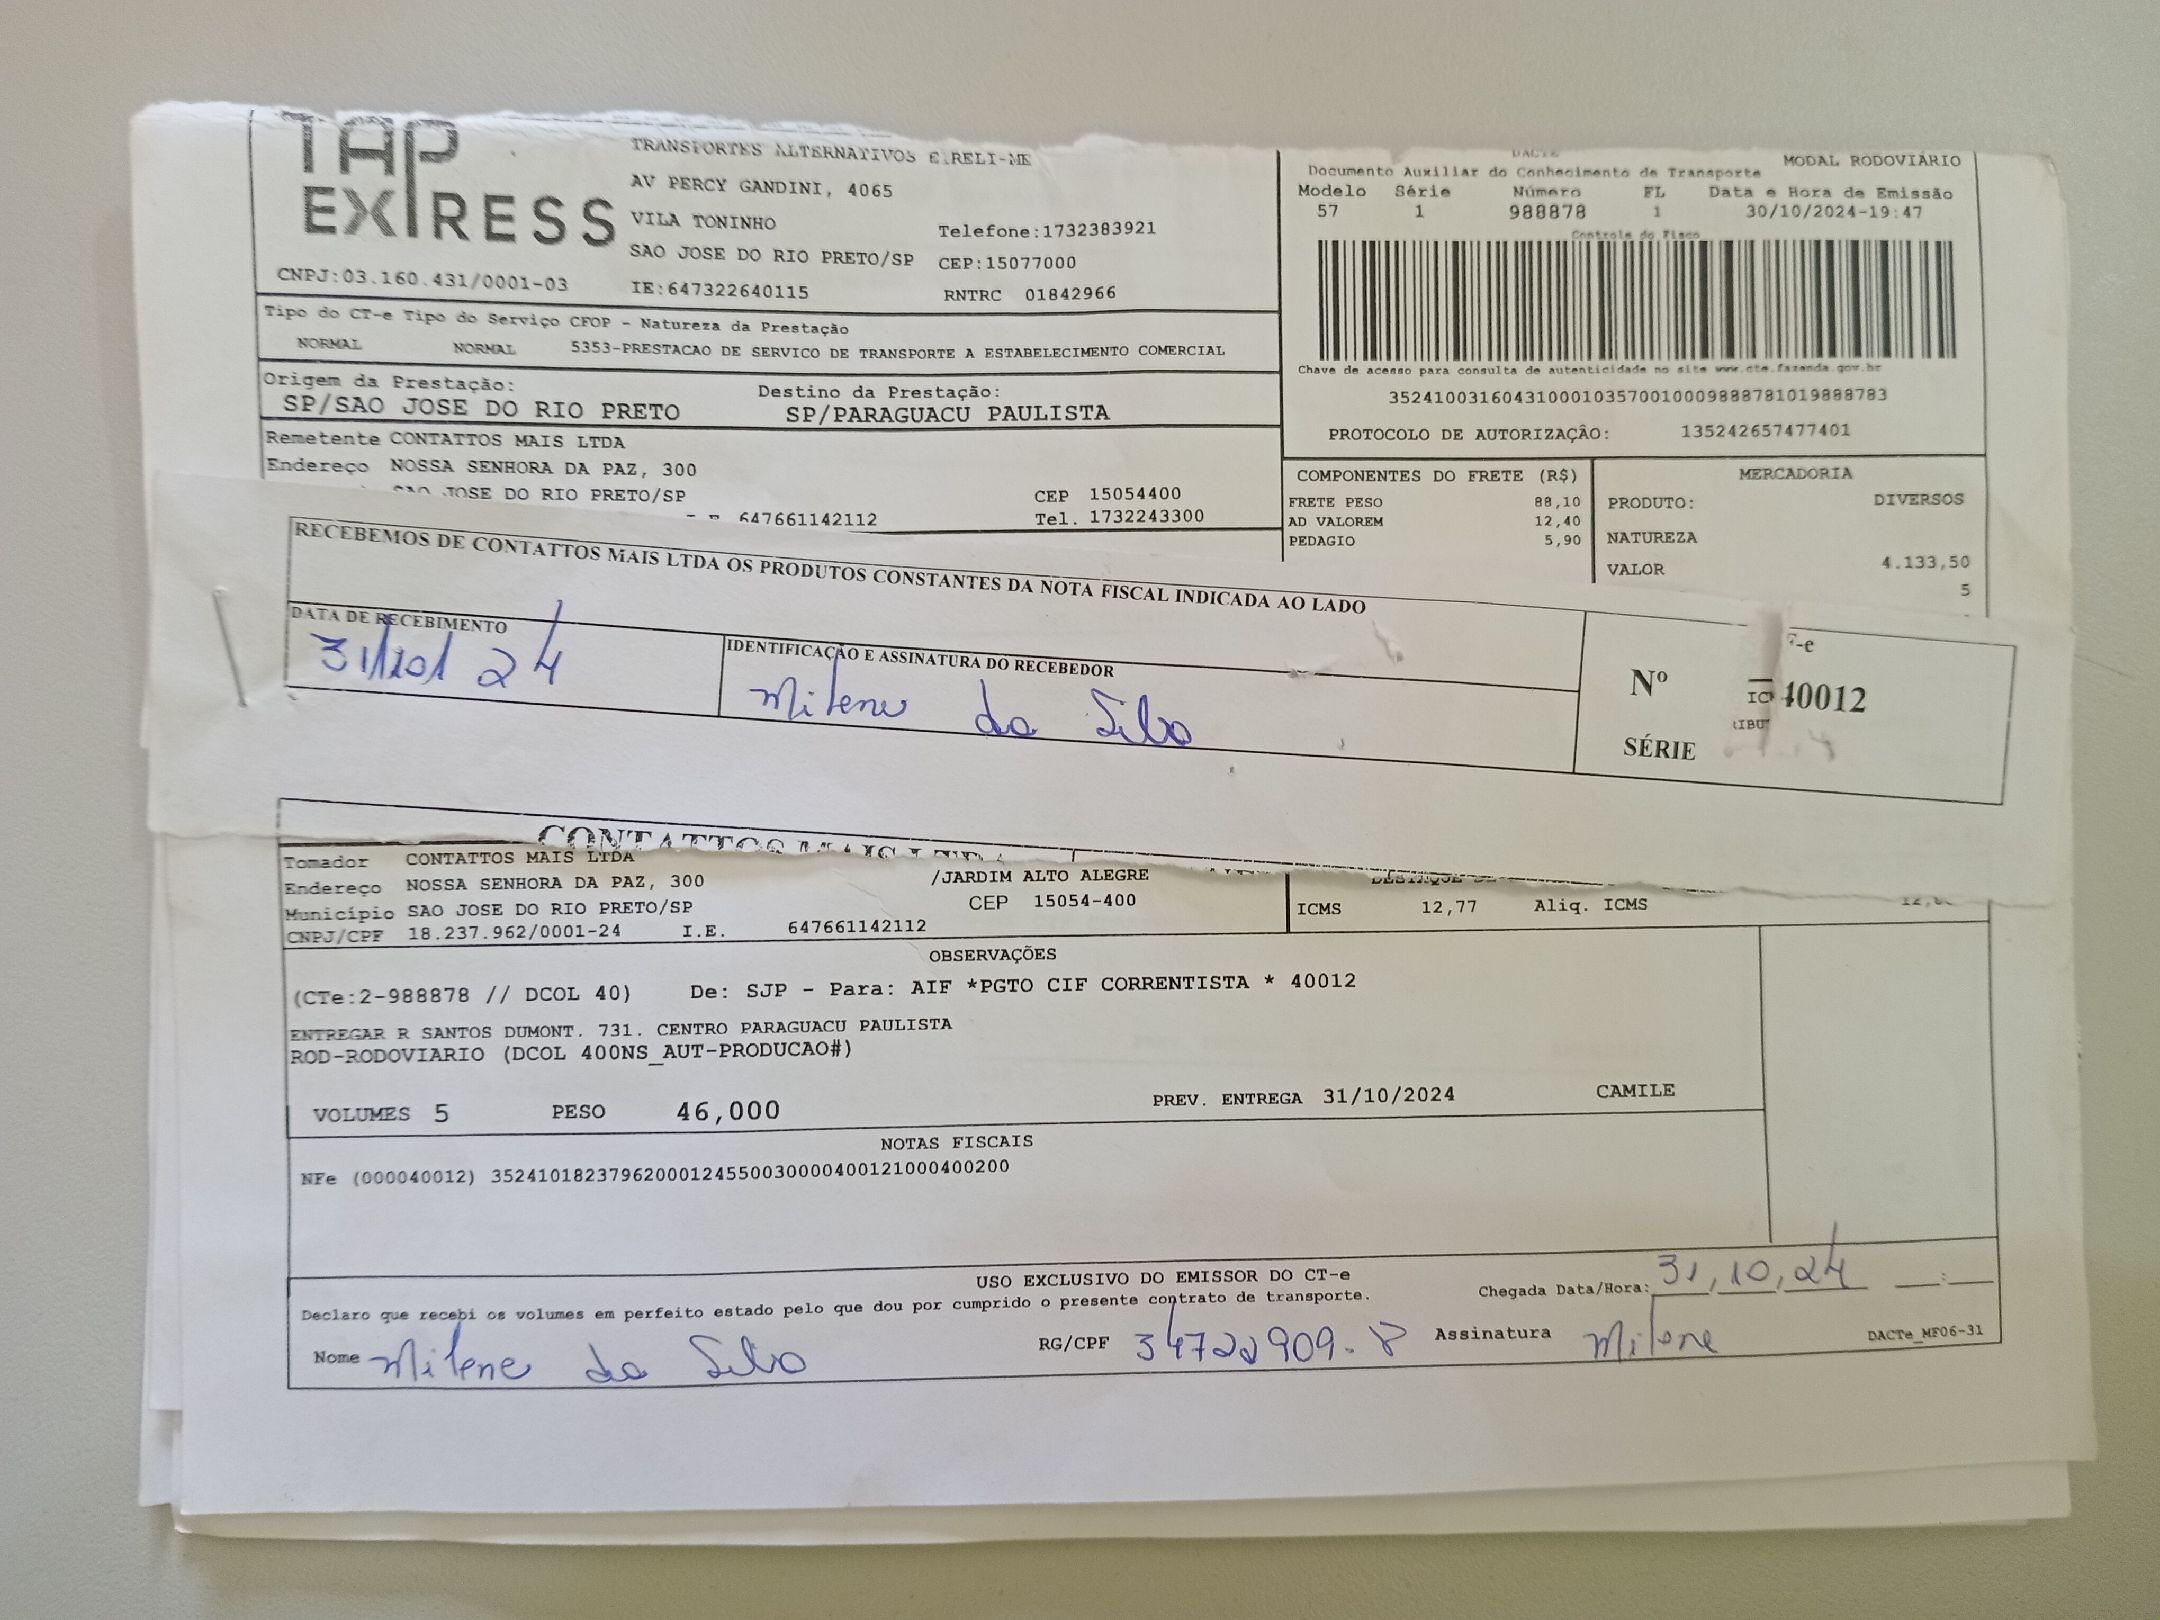 TAP EXPRESS
TRANSPORTES ALTERNATIVOS EIRELI-ME
AV PERCY GANDINI, 4065
VILA TONINHO
Telefone:1732383921
SAO JOSE DO RIO PRETO/SP CEP:15077000
CNPJ:03.160.431/0001-03 IE:647322640115 RNTRC 01842966
DACTE MODAL RODOVIÁRIO
Documento Auxiliar do Conhecimento de Transporte
Modelo Série Número FL Data e Hora de Emissão
57 1 988878 1 30/10/2024-19:47
Controle do Fisco
Chave de acesso para consulta de autenticidade no site www.cte.fazenda.gov.br
35241003160431000103570010009888781019888783
PROTOCOLO DE AUTORIZAÇÂO: 135242657477401
Tipo do CT-e Tipo do Serviço CFOP - Natureza da Prestação
NORMAL NORMAL 5353-PRESTACAO DE SERVICO DE TRANSPORTE A ESTABELECIMENTO COMERCIAL
Origem da Prestação: Destino da Prestação:
SP/SAO JOSE DO RIO PRETO SP/PARAGUACU PAULISTA
Remetente CONTATTOS MAIS LTDA
Endereço NOSSA SENHORA DA PAZ, 300
SAO JOSE DO RIO PRETO/SP CEP 15054400
647661142112 Tel. 1732243300
COMPONENTES DO FRETE (R$)
FRETE PESO 88,10
AD VALOREM 12,40
PEDAGIO 5,90
MERCADORIA
PRODUTO: DIVERSOS
NATUREZA
VALOR 4.133,50
5
RECEBEMOS DE CONTATTOS MAIS LTDA OS PRODUTOS CONSTANTES DA NOTA FISCAL INDICADA AO LADO
DATA DE RECEBIMENTO
31/10/24
IDENTIFICAÇÃO E ASSINATURA DO RECEBEDOR
Milene da Silva
-e
Nº 40012
IC
SÉRIE
CONTATTOS MAIS LTDA
Tomador CONTATTOS MAIS LTDA
Endereço NOSSA SENHORA DA PAZ, 300 /JARDIM ALTO ALEGRE
Município SAO JOSE DO RIO PRETO/SP CEP 15054-400
CNPJ/CPF 18.237.962/0001-24 I.E. 647661142112
ICMS 12,77 Aliq. ICMS
OBSERVAÇÕES
(CTe:2-988878 // DCOL 40) De: SJP - Para: AIF *PGTO CIF CORRENTISTA * 40012
ENTREGAR R SANTOS DUMONT. 731. CENTRO PARAGUACU PAULISTA
ROD-RODOVIARIO (DCOL 400NS_AUT-PRODUCAO#)
VOLUMES 5 PESO 46,000 PREV. ENTREGA 31/10/2024 CAMILE
NOTAS FISCAIS
NFe (000040012) 35241018237962000124550030000400121000400200
USO EXCLUSIVO DO EMISSOR DO CT-e
Declaro que recebi os volumes em perfeito estado pelo que dou por cumprido o presente contrato de transporte.
Chegada Data/Hora: 31,10,24 __:__
Nome Milene da Silva RG/CPF 34722909-8 Assinatura Milene DACTe_MF06-31